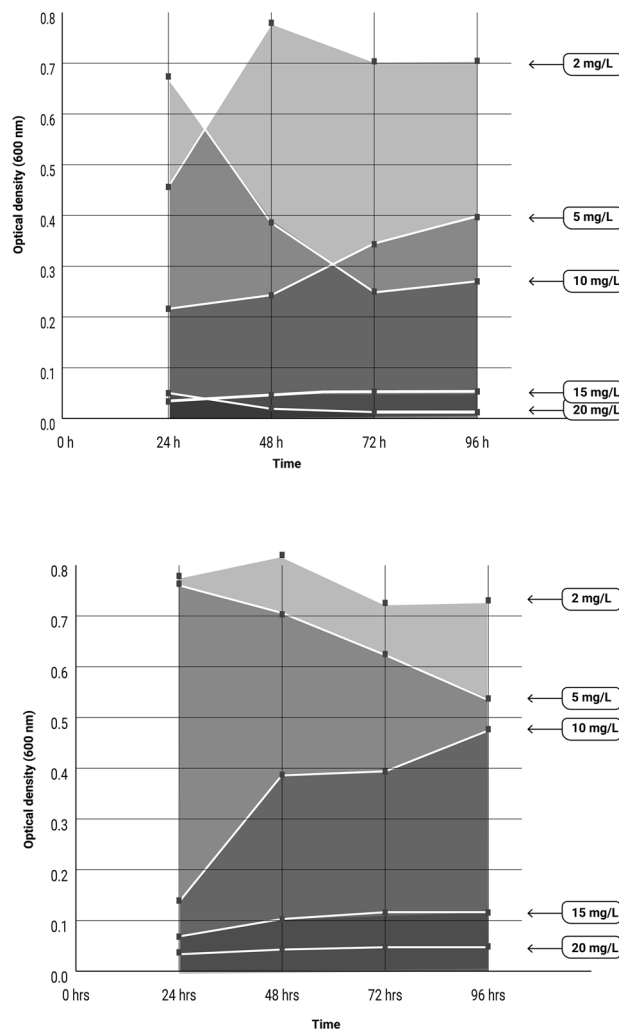 0.8
0.7
0.6
0.5
0.4
0.3
0.2
0.1
0.0
Optical density (600 nm)
0 h
24 h
48 h
72 h
96 h
Time
2 mg/L
5 mg/L
10 mg/L
15 mg/L
20 mg/L
0.8
0.7
0.6
0.5
0.4
0.3
0.2
0.1
0.0
Optical density (600 nm)
0 hrs
24 hrs
48 hrs
72 hrs
96 hrs
Time
2 mg/L
5 mg/L
10 mg/L
15 mg/L
20 mg/L